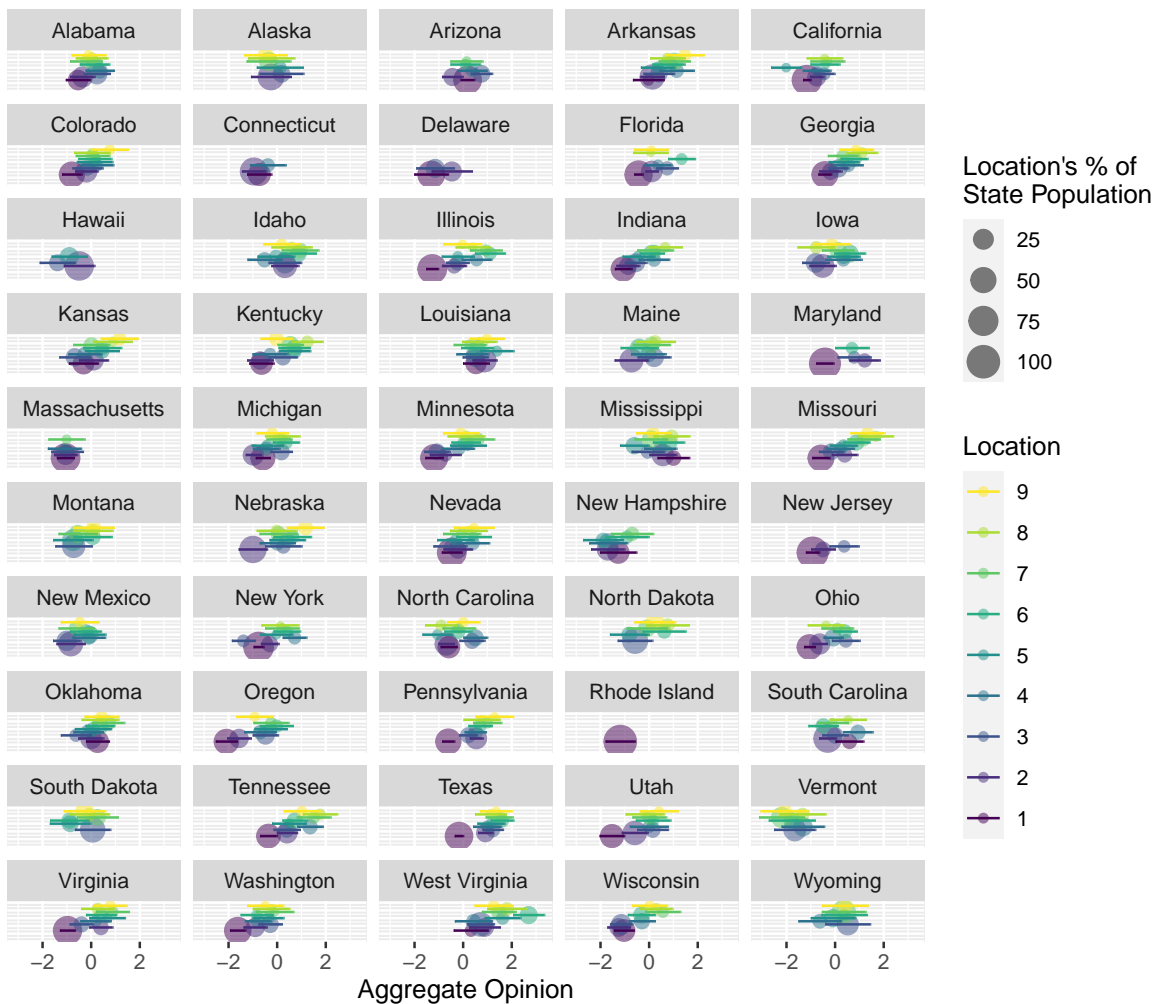 Alabama Alaska Arizona Arkansas California
Colorado Connecticut Delaware Florida Georgia
Hawaii Idaho Illinois Indiana Iowa
Kansas Kentucky Louisiana Maine Maryland
Massachusetts Michigan Minnesota Mississippi Missouri
Montana Nebraska Nevada New Hampshire New Jersey
New Mexico New York North Carolina North Dakota Ohio
Oklahoma Oregon Pennsylvania Rhode Island South Carolina
South Dakota Tennessee Texas Utah Vermont
Virginia Washington West Virginia Wisconsin Wyoming
−2 0 2 −2 0 2 −2 0 2 −2 0 2 −2 0 2
Aggregate Opinion
Location's % of
State Population
25
50
75
100
Location
9
8
7
6
5
4
3
2
1